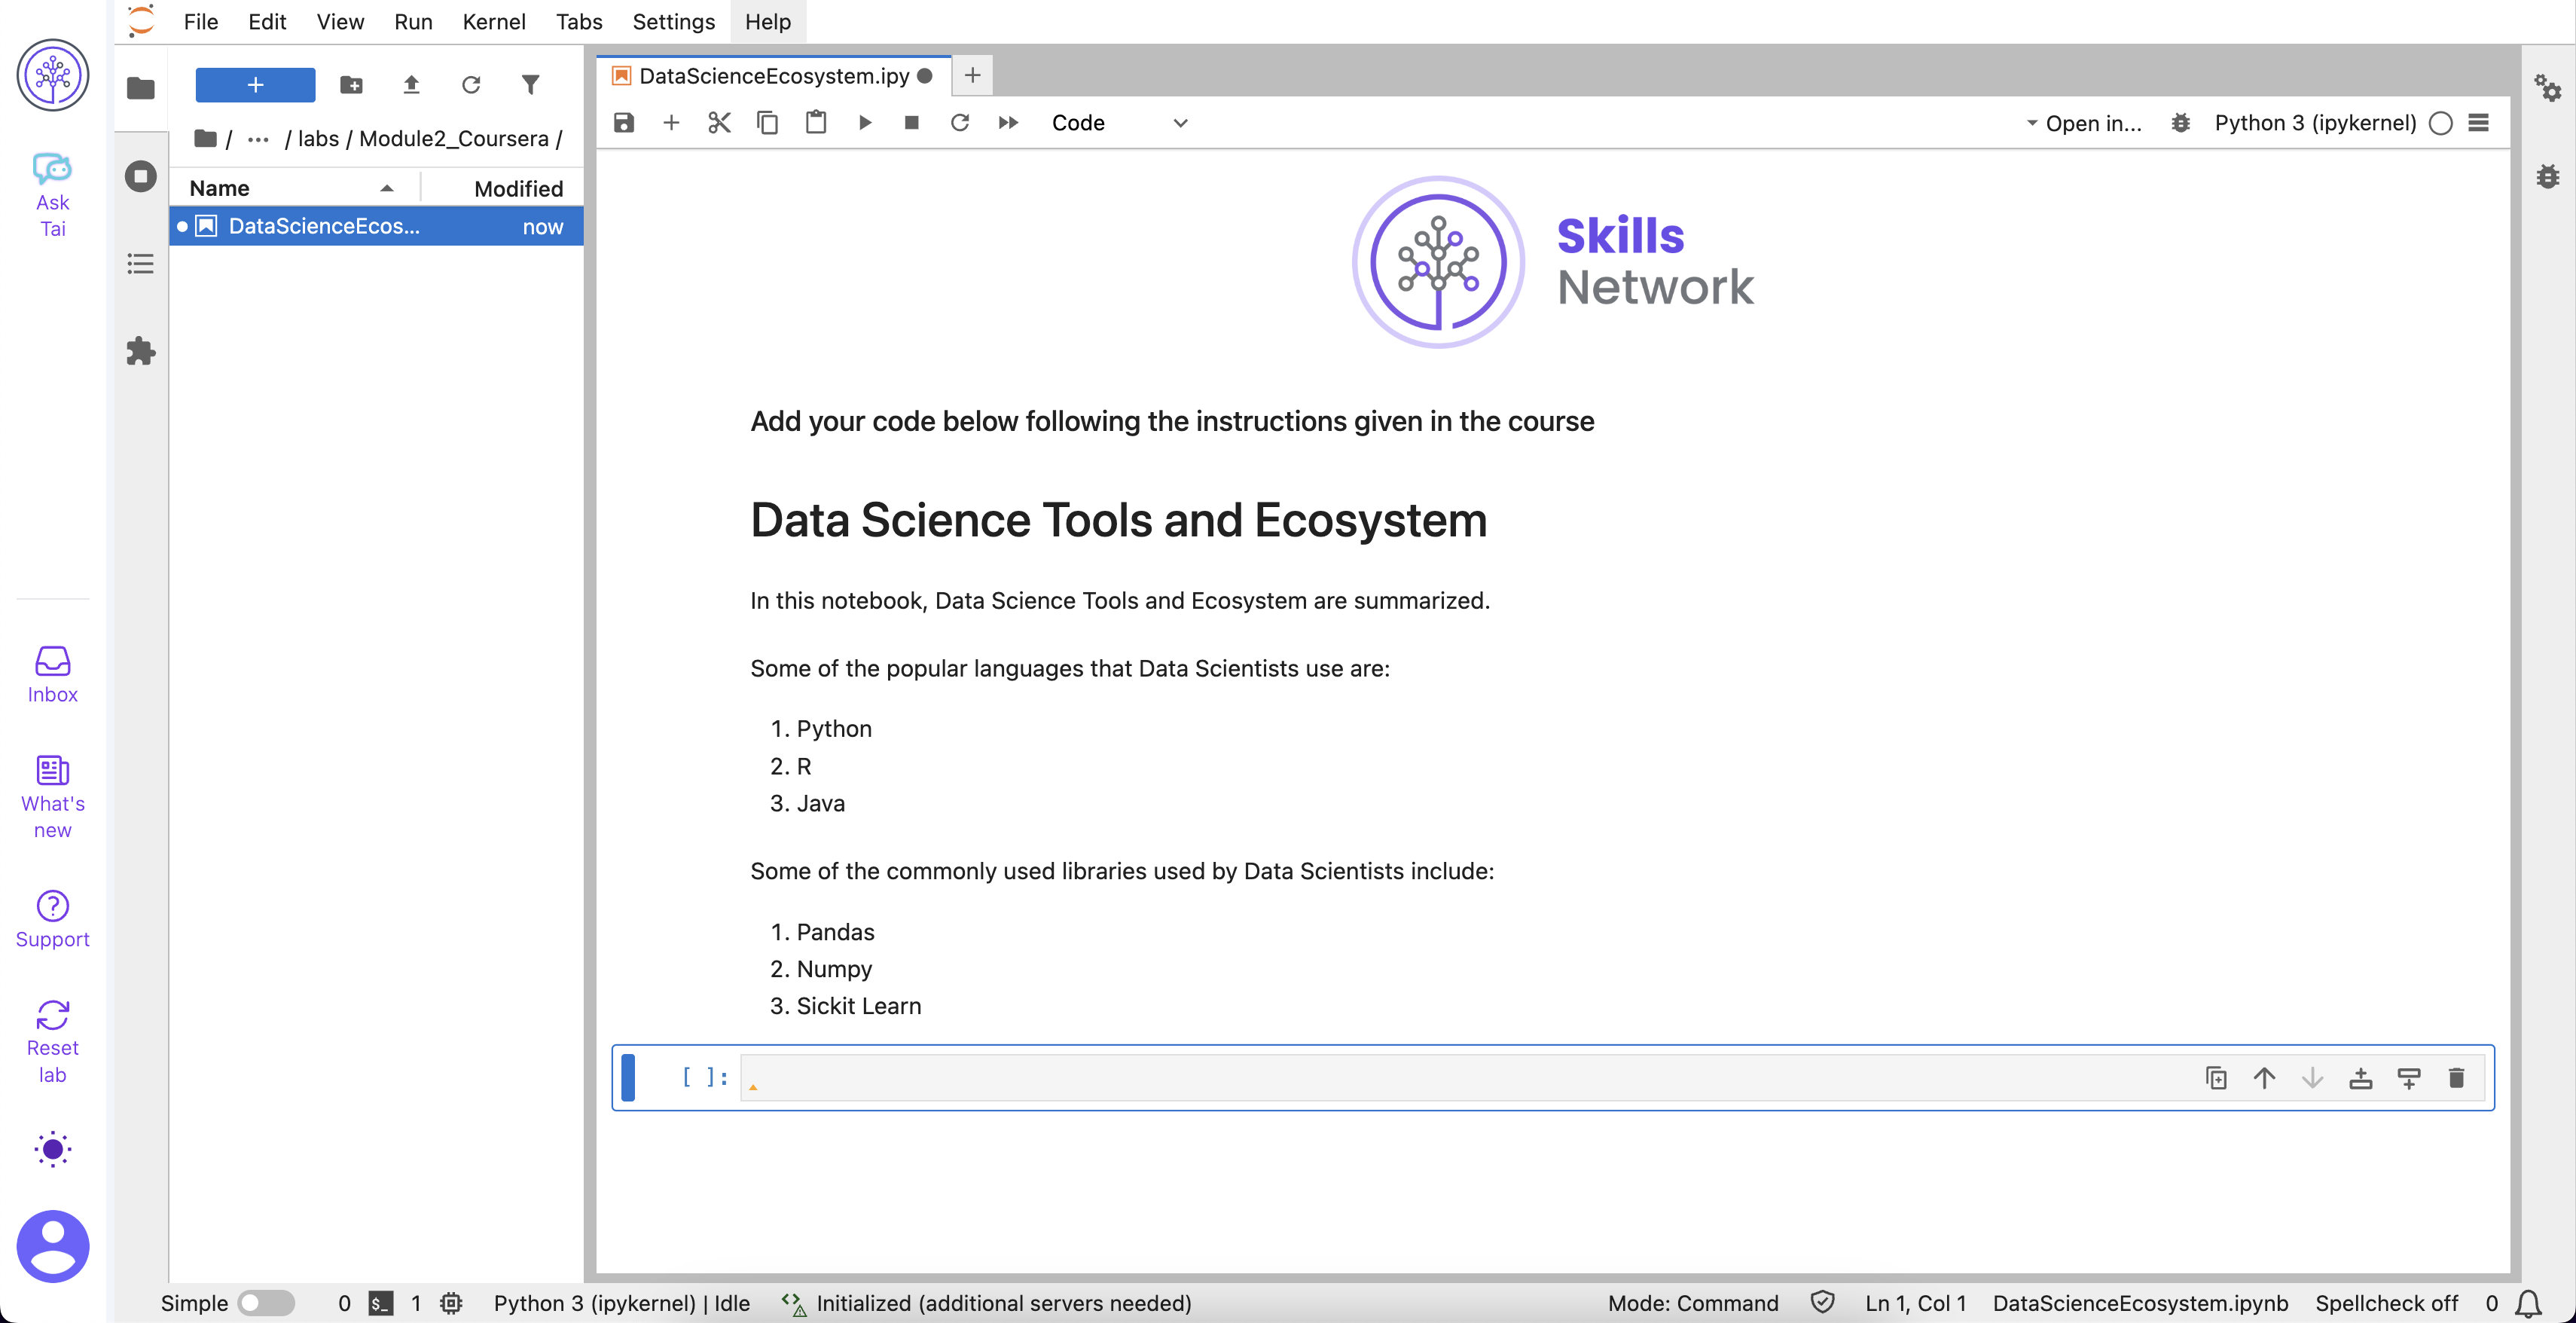 File Edit View Run Kernel Tabs Settings Help
Ask
Tai
Inbox
What's
new
Support
Reset
lab
+
/ ... / labs / Module2_Coursera /
Name Modified
DataScienceEcos... now
DataScienceEcosystem.ipy
Code
Open in...
Python 3 (ipykernel)
Skills
Network
Add your code below following the instructions given in the course
Data Science Tools and Ecosystem
In this notebook, Data Science Tools and Ecosystem are summarized.
Some of the popular languages that Data Scientists use are:
1. Python
2. R
3. Java
Some of the commonly used libraries used by Data Scientists include:
1. Pandas
2. Numpy
3. Sickit Learn
[ ]:
Simple 0 $_ 1 Python 3 (ipykernel) | Idle Initialized (additional servers needed) Mode: Command Ln 1, Col 1 DataScienceEcosystem.ipynb Spellcheck off 0